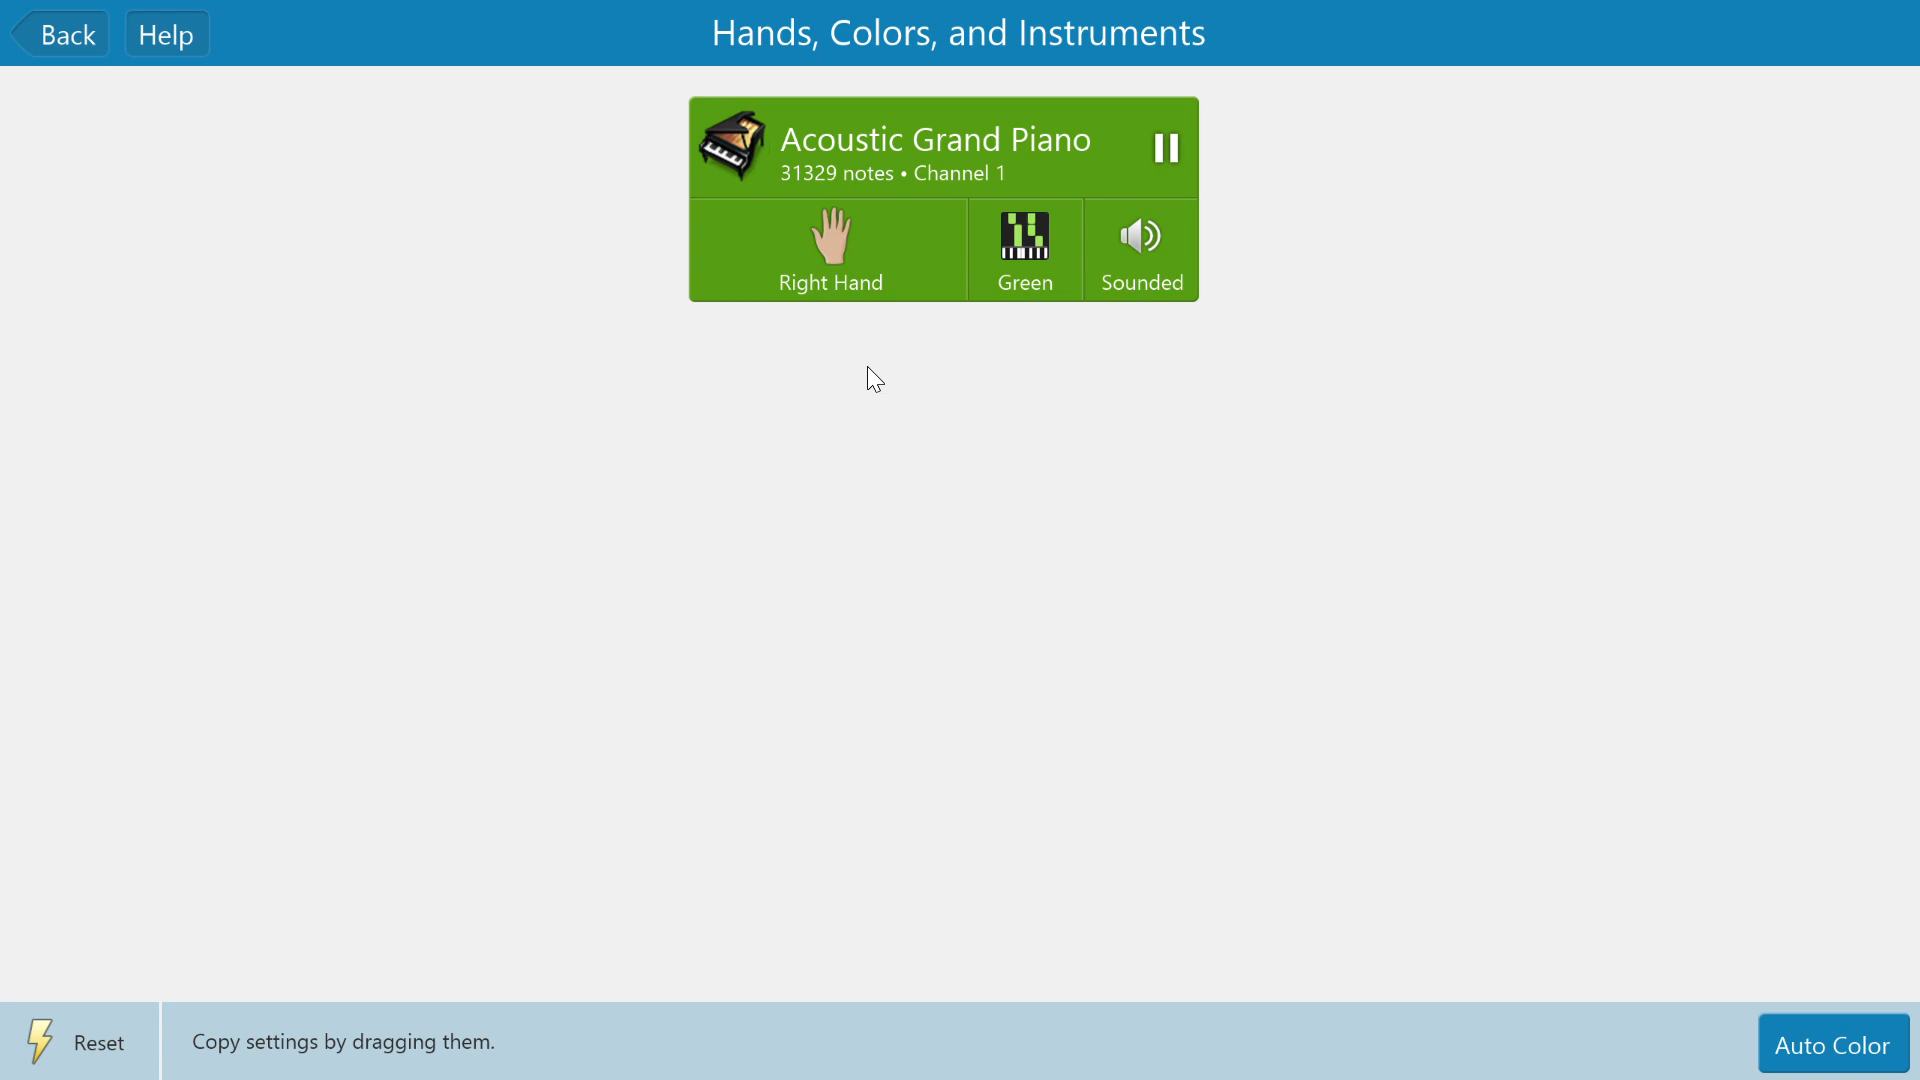 Back
Help
Hands, Colors, and Instruments
Acoustic Grand Piano
31329 notes • Channel 1
Right Hand
Green
Sounded
Reset
Copy settings by dragging them.
Auto Color